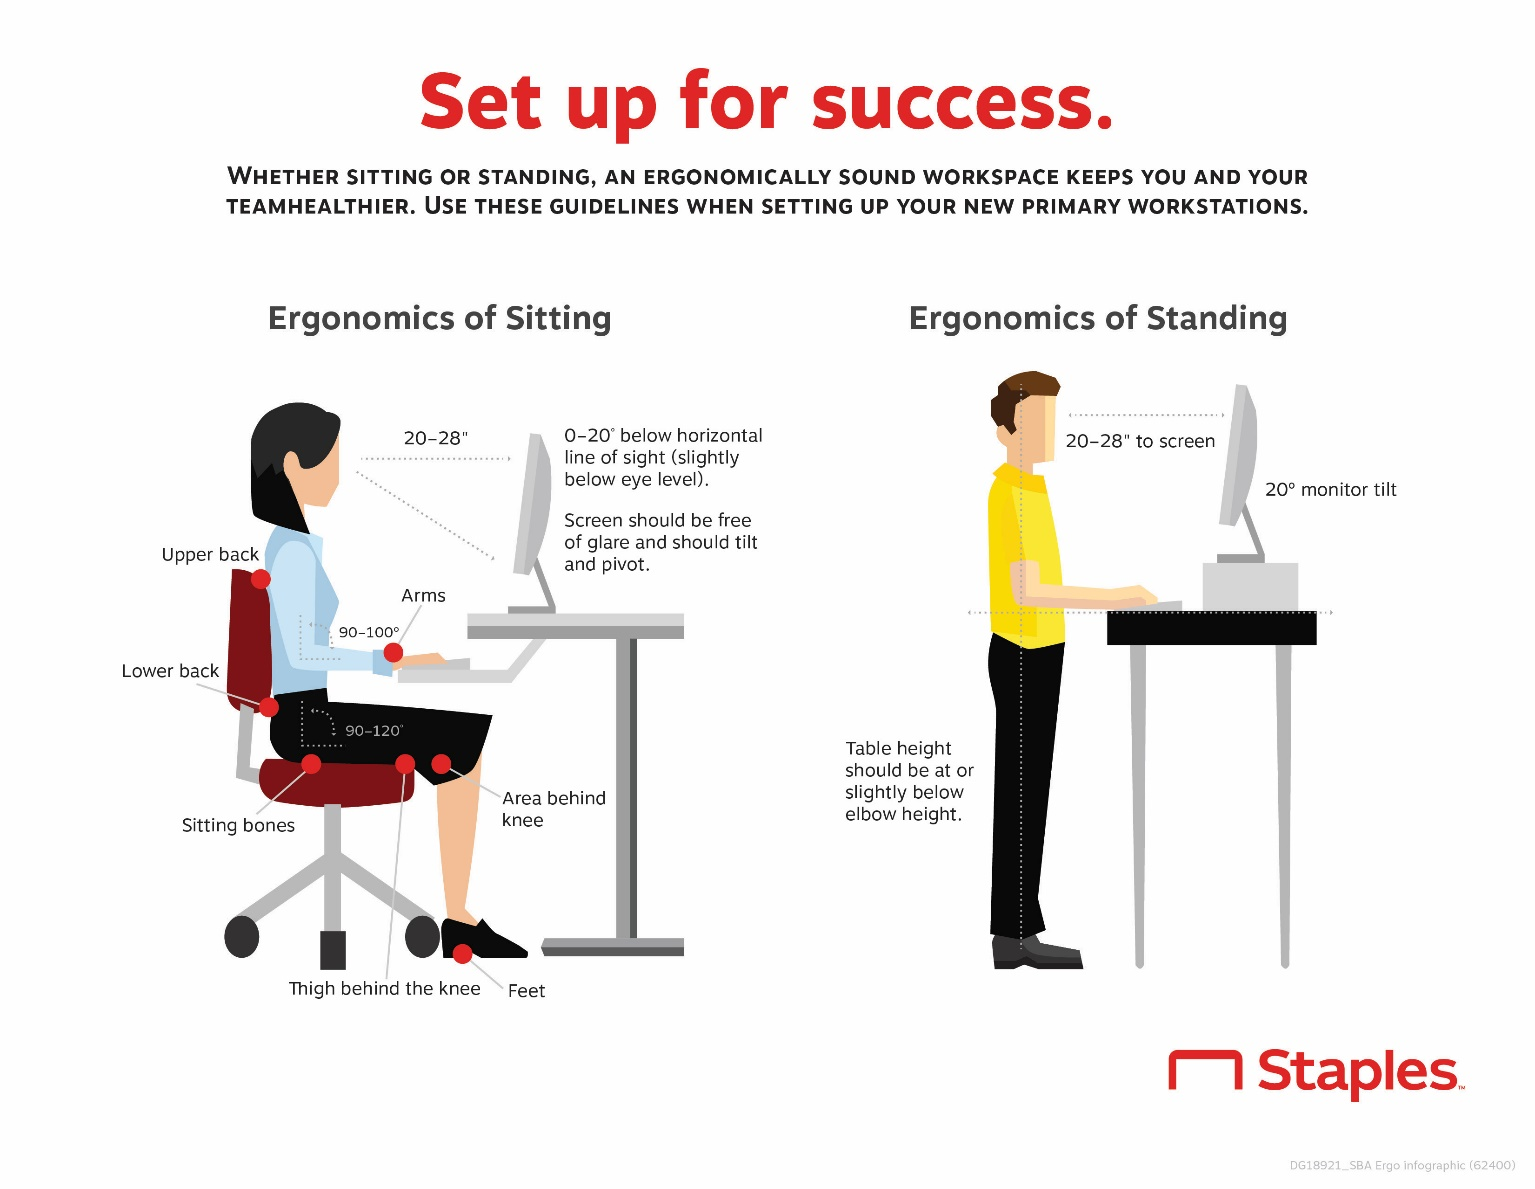 Set up for success.
WHETHER SITTING OR STANDING, AN ERGONOMICALLY SOUND WORKSPACE KEEPS YOU AND YOUR
TEAMHEALTHIER. USE THESE GUIDELINES WHEN SETTING UP YOUR NEW PRIMARY WORKSTATIONS.
Ergonomics of Sitting
20–28"
0–20° below horizontal
line of sight (slightly
below eye level).
Screen should be free
of glare and should tilt
and pivot.
Upper back
Arms
90–100°
Lower back
90–120°
Area behind
knee
Sitting bones
Thigh behind the knee
Feet
Ergonomics of Standing
20–28" to screen
20° monitor tilt
Table height
should be at or
slightly below
elbow height.
Staples™
DG18921_SBA Ergo infographic (62400)